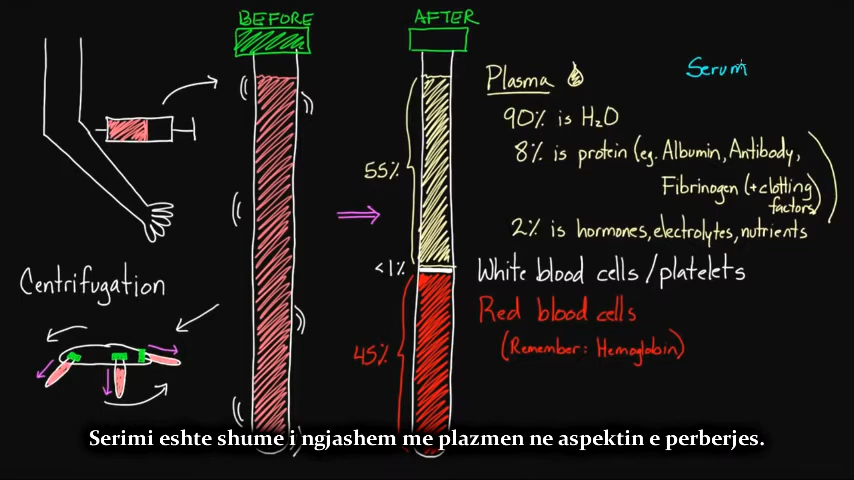 BEFORE
AFTER
Plasma
Serum
90% is H₂O
8% is protein (eg. Albumin, Antibody,
55%
Fibrinogen (+clotting
factors)
2% is hormones, electrolytes, nutrients
<1%
White blood cells/platelets
Centrifugation
Red blood cells
45%
(Remember: Hemoglobin)
Serimi eshte shume i ngjashem me plazmen ne aspektin e perberjes.